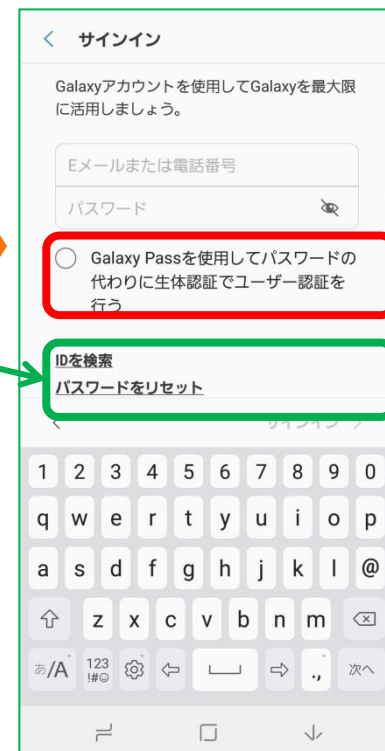 サインイン
Galaxyアカウントを使用してGalaxyを最大限
に活用しましょう。
Eメールまたは電話番号
パスワード
Galaxy Passを使用してパスワードの
代わりに生体認証でユーザー認証を
行う
IDを検索
パスワードをリセット
サインイン
1 2 3 4 5 6 7 8 9 0
q w e r t y u i o p
a s d f g h j k l @
z x c v b n m
あ/A 123 !#☺ ., 次へ